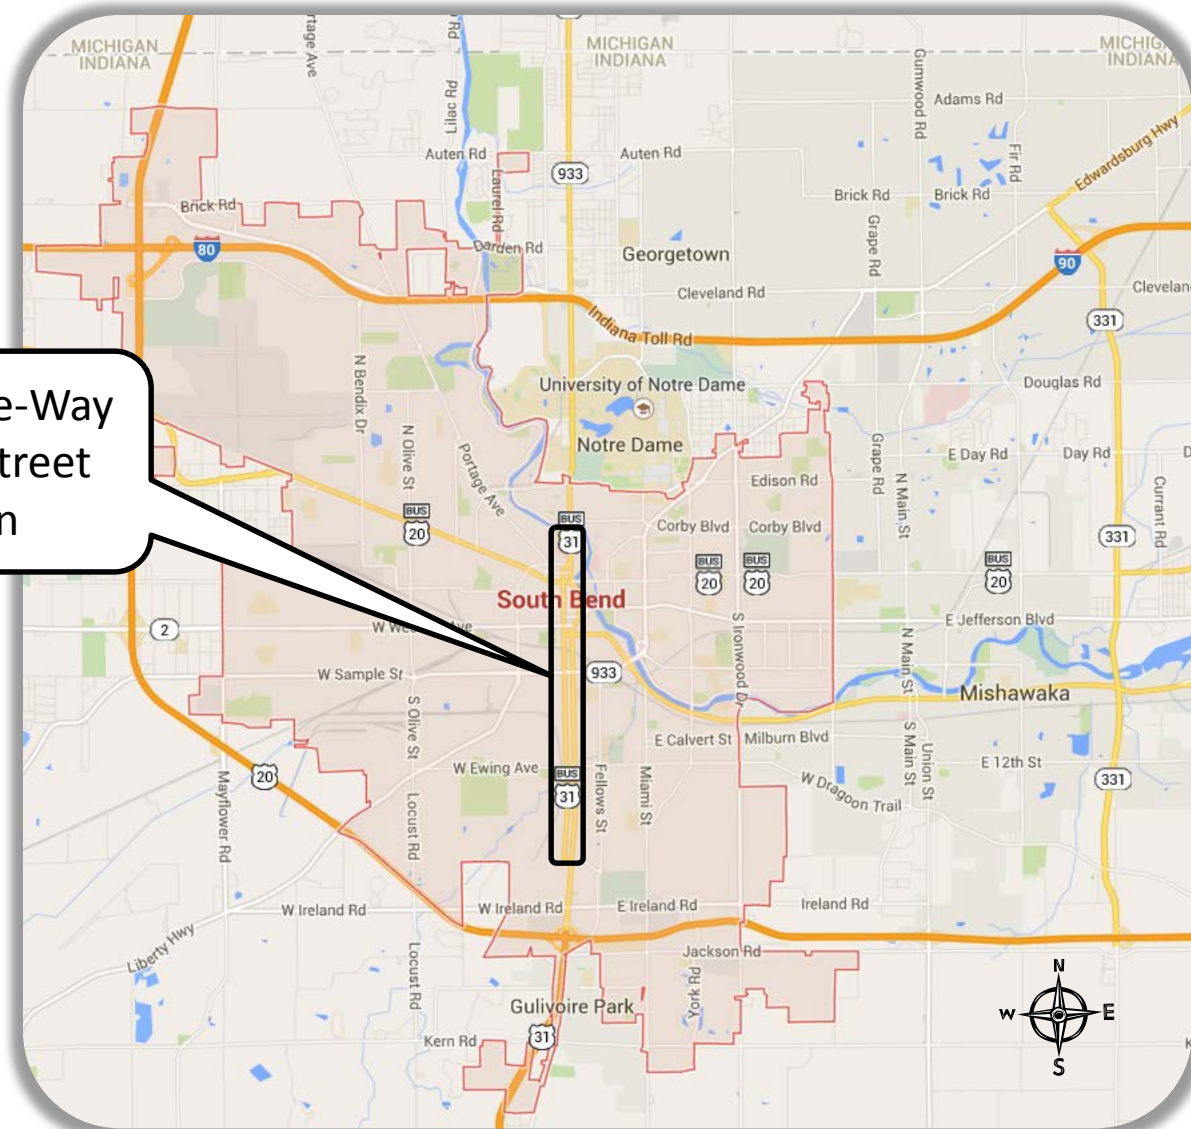 MICHIGAN
INDIANA
MICHIGAN
INDIANA
INDIANA
Portage Ave
Lilac Rd
Gumwood Rd
Adams Rd
Fir Rd
Edwardsburg Hwy
Auten Rd
Auten Rd
933
Laurel Rd
Brick Rd
Brick Rd
Brick Rd
Grape Rd
Darden Rd
80
Georgetown
90
Cleveland Rd
331
Indiana Toll Rd
N Bendix Dr
University of Notre Dame
Douglas Rd
e-Way
treet
n
N Olive St
Portage Ave
Notre Dame
Grape Rd
N Main St
E Day Rd
Day Rd
Edison Rd
Currant Rd
BUS
20
BUS
31
Corby Blvd
Corby Blvd
331
BUS
20
BUS
20
BUS
20
South Bend
2
Ave
S Ironwood Dr
N Main St
E Jefferson Blvd
W Sample St
933
Mishawaka
S Olive St
E Calvert St
Milburn Blvd
S Main St
Union St
E 12th St
W Ewing Ave
BUS
31
Fellows St
Miami St
W Dragoon Trail
331
20
Mayflower Rd
Locust Rd
W Ireland Rd
W Ireland Rd
E Ireland Rd
Ireland Rd
Liberty Hwy
Locust Rd
Jackson Rd
York Rd
Gulivoire Park
31
Kern Rd
N
W
E
S